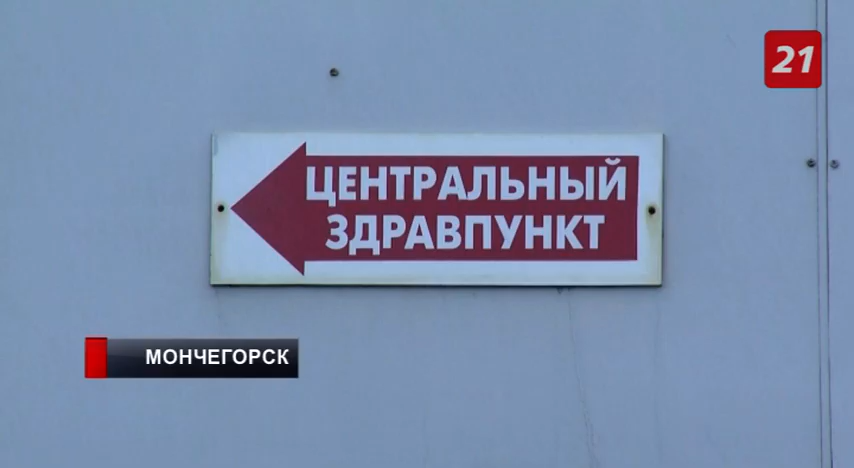 21
ЦЕНТРАЛЬНЫЙ
ЗДРАВПУНКТ
МОНЧЕГОРСК